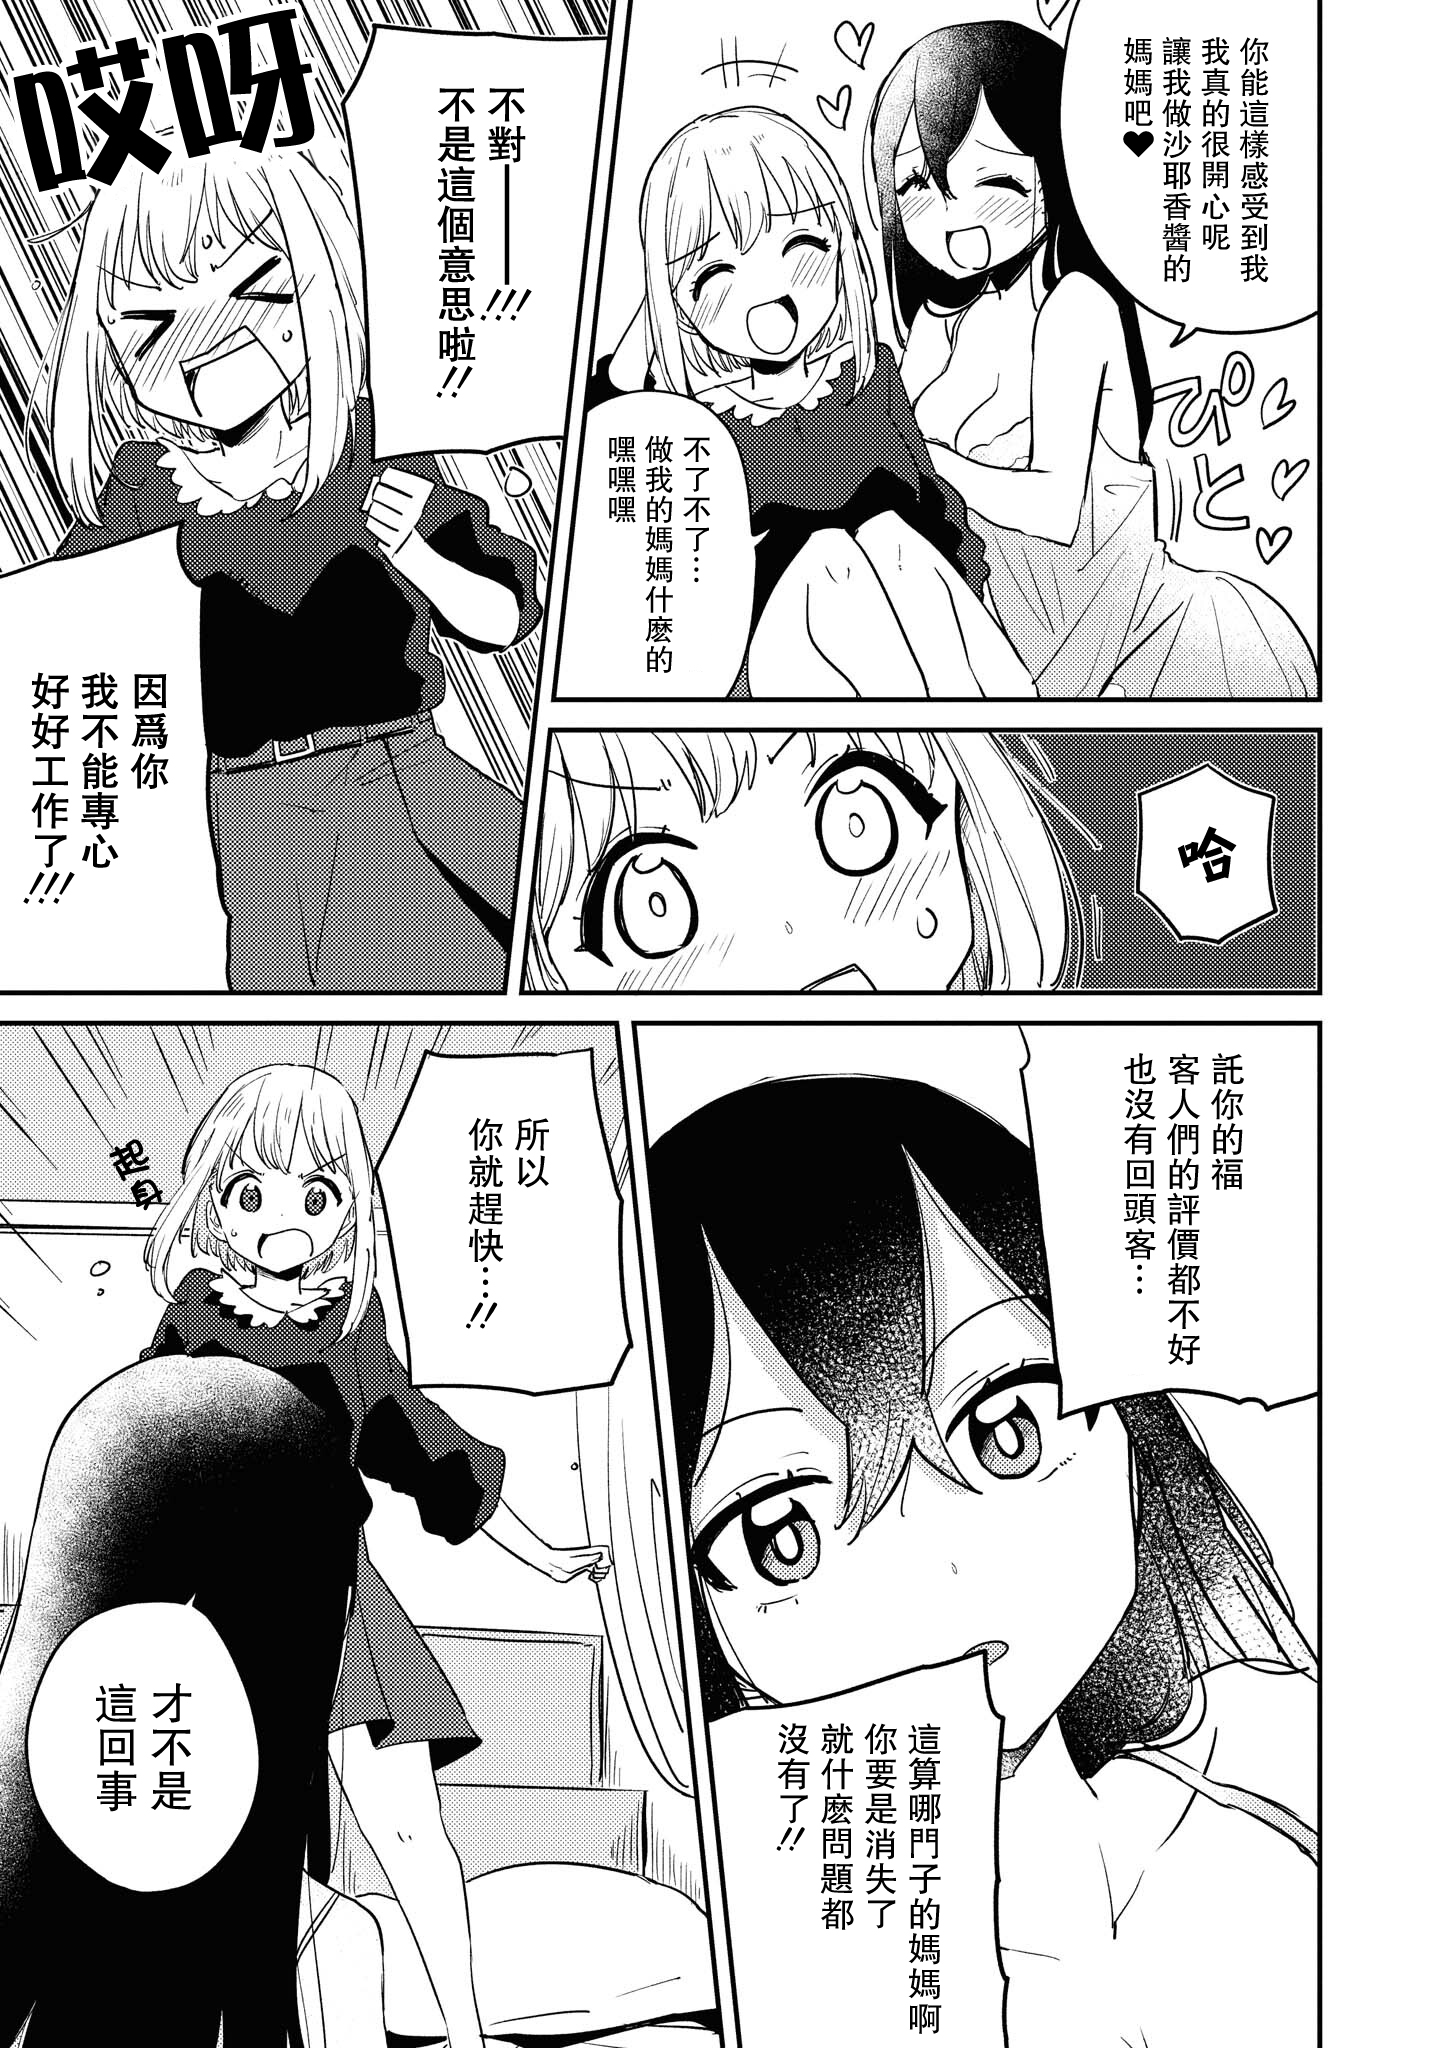 你能這樣感受到我
我真的很開心呢
讓我做沙耶香醬的
媽媽吧♥
ぴと
不了不了…
做我的媽媽什麽的
嘿嘿嘿
哈
不對——!!!
不是這個意思啦!!
哎呀
因爲你
我不能專心
好好工作了!!!
託你的福
客人們的評價都不好
也沒有回頭客…
這算哪門子的媽媽啊
你要是消失了
就什麽問題都
沒有了!!
所以
你就趕快…!!
起身
才不是
這回事